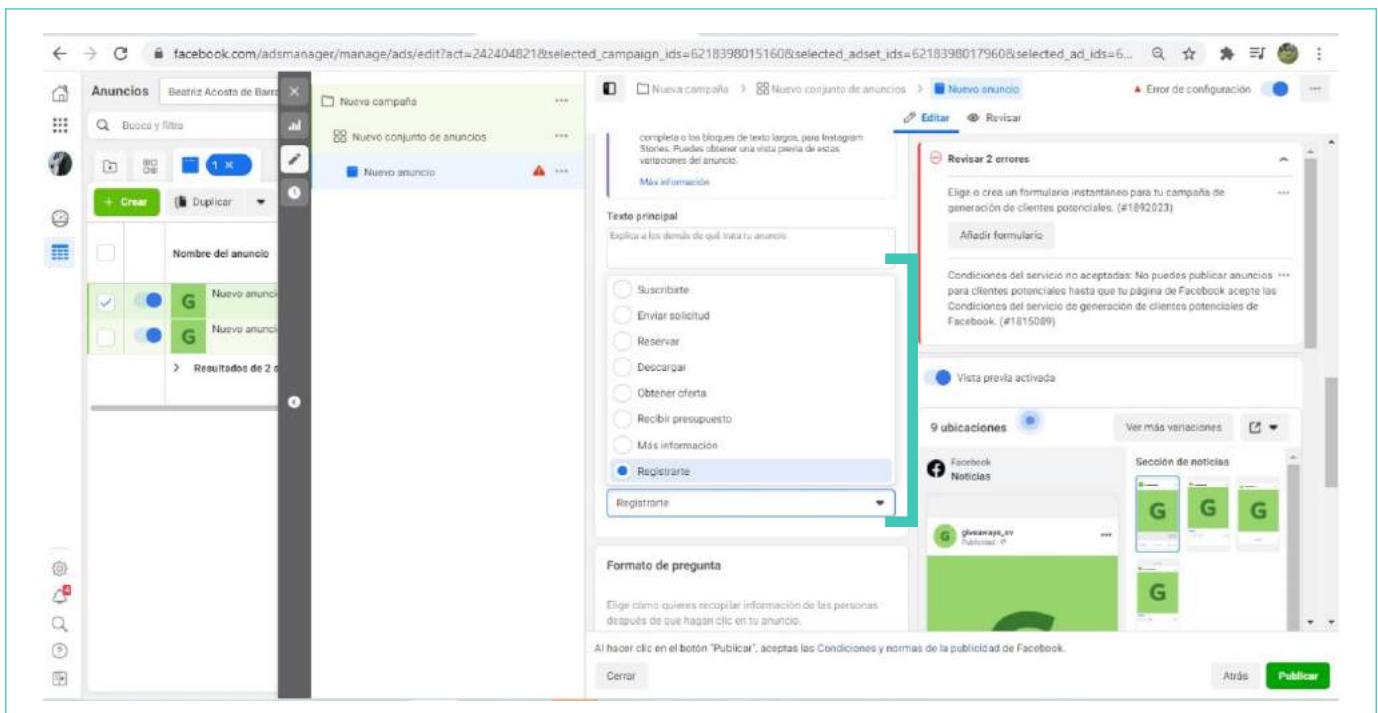 facebook.com/adsmanager/manage/ads/edit?act=242404821&selected_campaign_ids=6218398015160&selected_adset_ids=6218398017960&selected_ad_ids=6...
Anuncios
Beatriz Acosta de Barra
Busca y filtra
1 ×
+ Crear
Duplicar
Nombre del anuncio
G
Nuevo anunci
G
Nuevo anunci
Resultados de 2 a
4
Nueva campaña
Nuevo conjunto de anuncios
Nuevo anuncio
Nueva campaña > Nuevo conjunto de anuncios > Nuevo anuncio
Error de configuración
Editar
Revisar
completa o los bloques de texto largos, para Instagram
Stories. Puedes obtener una vista previa de estas
variaciones del anuncio.
Más información
Texto principal
Explica a los demás de qué trata tu anuncio
Suscribirte
Enviar solicitud
Reservar
Descargar
Obtener oferta
Recibir presupuesto
Más información
Registrarte
Registrarte
Formato de pregunta
Elige cómo quieres recopilar información de las personas
después de que hagan clic en tu anuncio.
Revisar 2 errores
Elige o crea un formulario instantáneo para tu campaña de
generación de clientes potenciales. (#1892023)
Añadir formulario
Condiciones del servicio no aceptadas: No puedes publicar anuncios
para clientes potenciales hasta que tu página de Facebook acepte las
Condiciones del servicio de generación de clientes potenciales de
Facebook. (#1815089)
Vista previa activada
9 ubicaciones
Ver más variaciones
Facebook
Noticias
Sección de noticias
G
giveaways_sv
Publicidad
G
G
G
G
Al hacer clic en el botón "Publicar", aceptas las Condiciones y normas de la publicidad de Facebook.
Cerrar
Atrás
Publicar